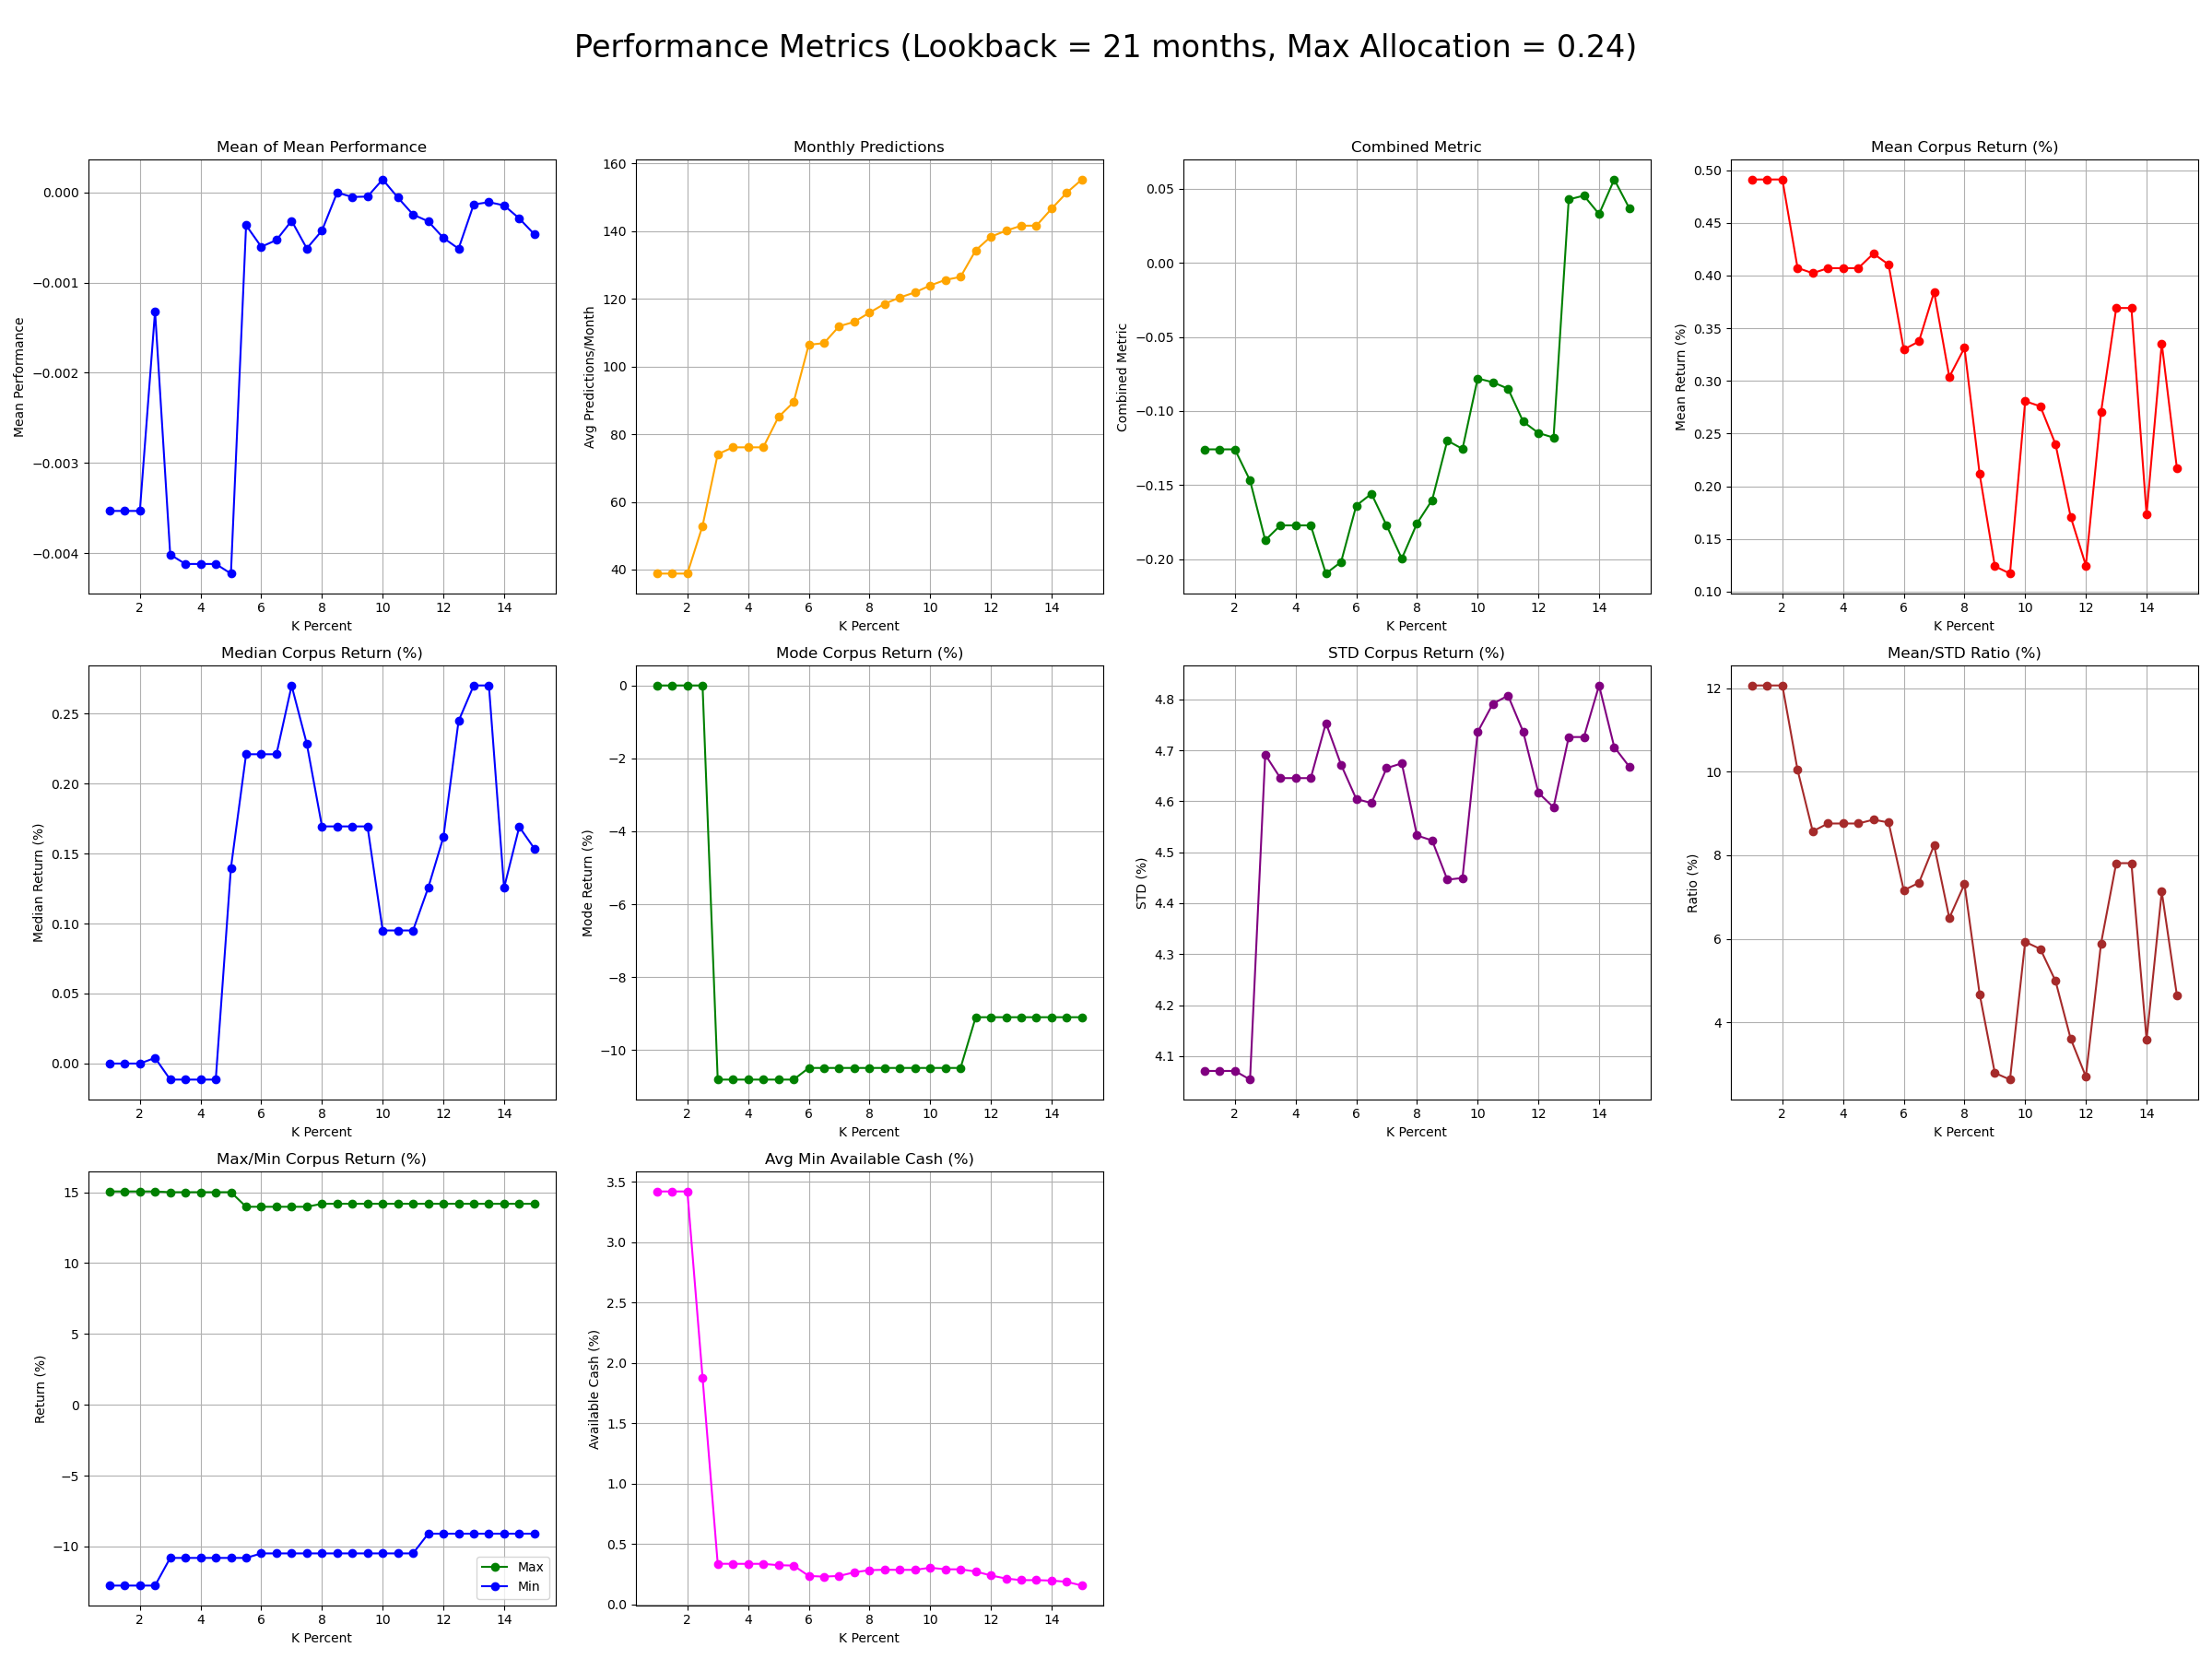 Performance Metrics (Lookback = 21 months, Max Allocation = 0.24)
Mean of Mean Performance
Mean Performance
0.000
−0.001
−0.002
−0.003
−0.004
2 4 6 8 10 12 14
K Percent
Monthly Predictions
Avg Predictions/Month
160
140
120
100
80
60
40
2 4 6 8 10 12 14
K Percent
Combined Metric
Combined Metric
0.05
0.00
−0.05
−0.10
−0.15
−0.20
2 4 6 8 10 12 14
K Percent
Mean Corpus Return (%)
Mean Return (%)
0.50
0.45
0.40
0.35
0.30
0.25
0.20
0.15
0.10
2 4 6 8 10 12 14
K Percent
Median Corpus Return (%)
Median Return (%)
0.25
0.20
0.15
0.10
0.05
0.00
2 4 6 8 10 12 14
K Percent
Mode Corpus Return (%)
Mode Return (%)
0
−2
−4
−6
−8
−10
2 4 6 8 10 12 14
K Percent
STD Corpus Return (%)
STD (%)
4.8
4.7
4.6
4.5
4.4
4.3
4.2
4.1
2 4 6 8 10 12 14
K Percent
Mean/STD Ratio (%)
Ratio (%)
12
10
8
6
4
2 4 6 8 10 12 14
K Percent
Max/Min Corpus Return (%)
Return (%)
15
10
5
0
−5
−10
Max
Min
2 4 6 8 10 12 14
K Percent
Avg Min Available Cash (%)
Available Cash (%)
3.5
3.0
2.5
2.0
1.5
1.0
0.5
0.0
2 4 6 8 10 12 14
K Percent